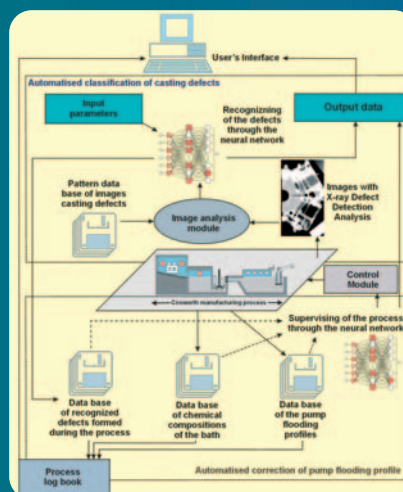 User's Interface
Automatised classification of casting defects
Input
parameters
Recognizning
of the defects
through the
neural network
Output data
Pattern data
base of images
casting defects
Image analysis
module
Images with
X-ray Defect
Detection
Analysis
Control
Module
Cosworth manufacturing process
Supervising of the process
through the neural network
Data base
of recognized
defects formed
during the process
Data base
of chemical
compositions
of the bath
Data base
of the pump
flooding
profiles
Process
log book
Automatised correction of pump flooding profile